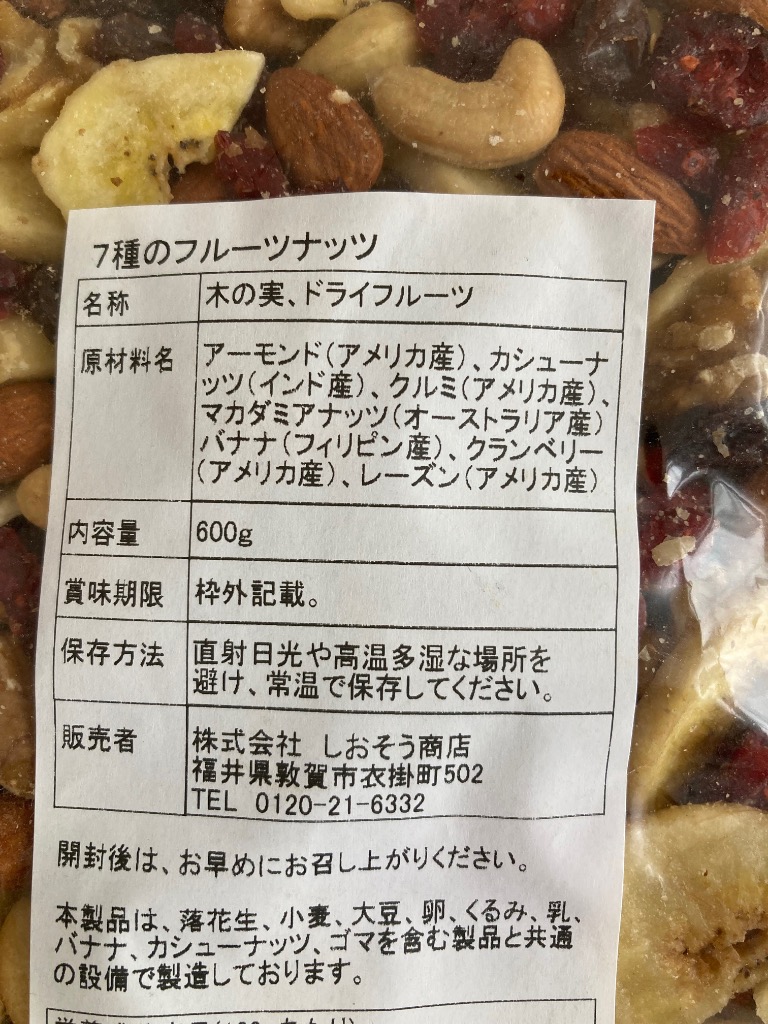 7種のフルーツナッツ
名称 木の実、ドライフルーツ
原材料名 アーモンド(アメリカ産)、カシューナ
ッツ(インド産)、クルミ(アメリカ産)、
マカダミアナッツ(オーストラリア産)
バナナ(フィリピン産)、クランベリー
(アメリカ産)、レーズン(アメリカ産)
内容量 600g
賞味期限 枠外記載。
保存方法 直射日光や高温多湿な場所を
避け、常温で保存してください。
販売者 株式会社 しおそう商店
福井県敦賀市衣掛町502
TEL 0120-21-6332
開封後は、お早めにお召し上がりください。
本製品は、落花生、小麦、大豆、卵、くるみ、乳、
バナナ、カシューナッツ、ゴマを含む製品と共通
の設備で製造しております。